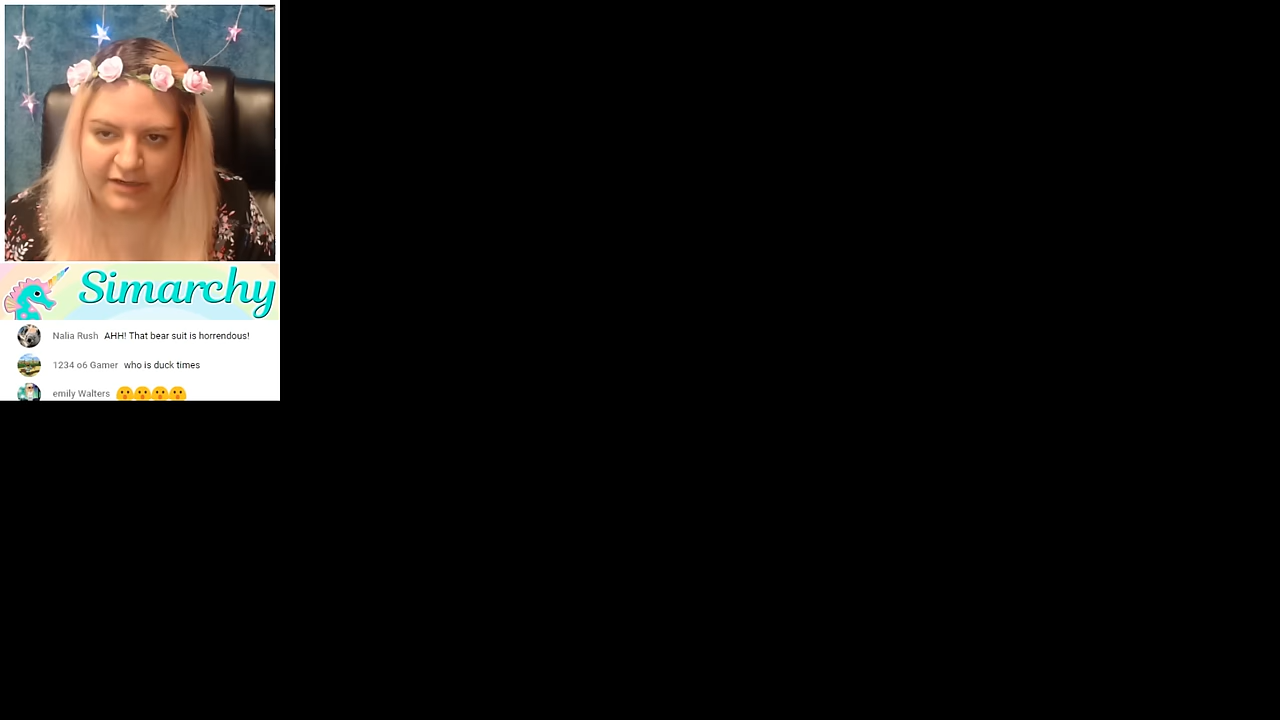 Simarchy
Nalia Rush AHH! That bear suit is horrendous!
1234 o6 Gamer who is duck times
emily Walters 😮😮😮😮